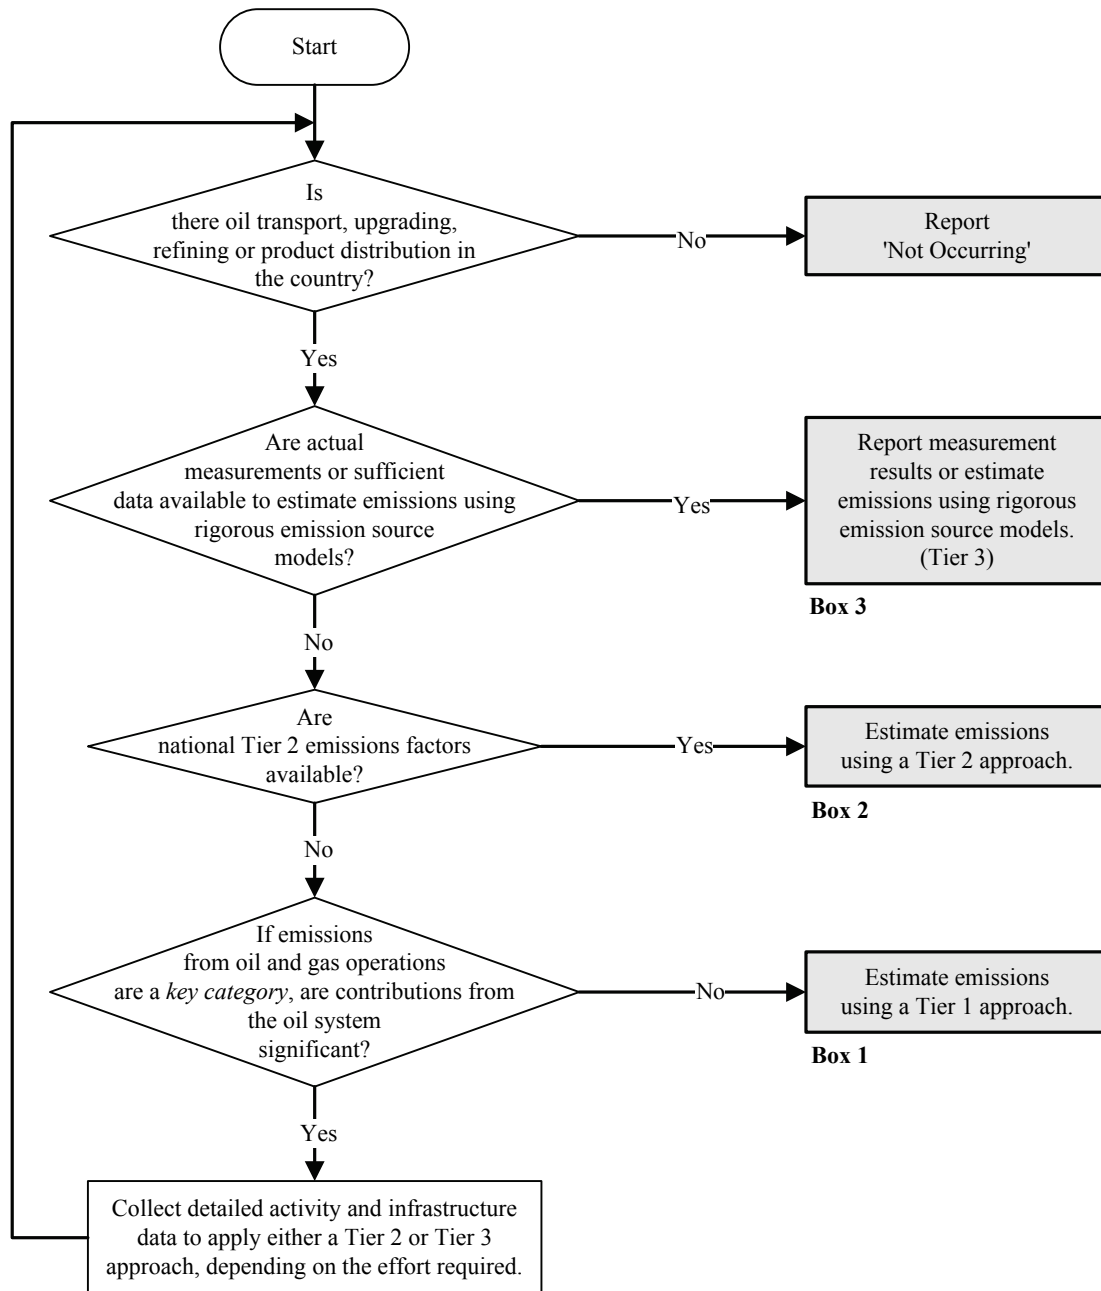 Start
Is
there oil transport, upgrading,
refining or product distribution in
the country?
No
Report
'Not Occurring'
Yes
Are actual
measurements or sufficient
data available to estimate emissions using
rigorous emission source
models?
Yes
Report measurement
results or estimate
emissions using rigorous
emission source models.
(Tier 3)
Box 3
No
Are
national Tier 2 emissions factors
available?
Yes
Estimate emissions
using a Tier 2 approach.
Box 2
No
If emissions
from oil and gas operations
are a key category, are contributions from
the oil system
significant?
No
Estimate emissions
using a Tier 1 approach.
Box 1
Yes
Collect detailed activity and infrastructure
data to apply either a Tier 2 or Tier 3
approach, depending on the effort required.